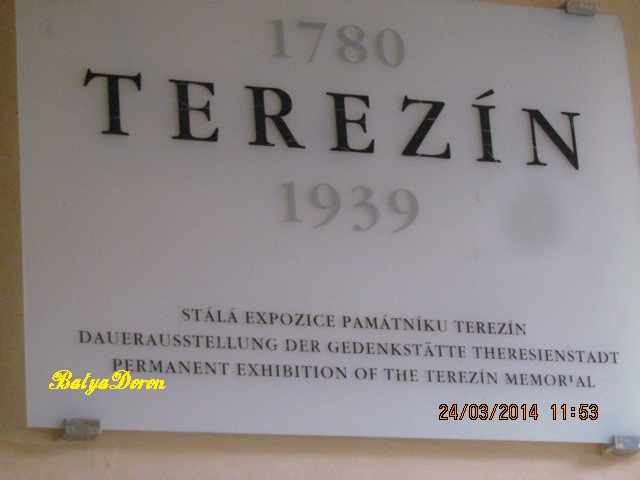 1780
TEREZÍN
1939
STÁLÁ EXPOZICE PAMÁTNÍKU TEREZÍN
DAUERAUSSTELLUNG DER GEDENKSTÄTTE THERESIENSTADT
PERMANENT EXHIBITION OF THE TEREZÍN MEMORIAL
BatyaDoron
24/03/2014 11:53